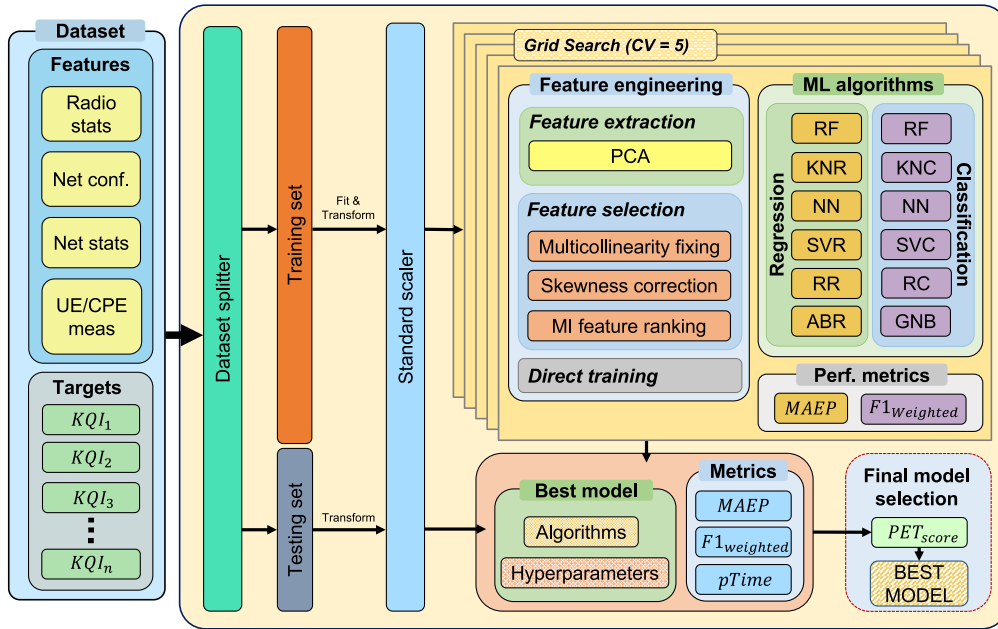 Dataset
Features
Radio
stats
Net conf.
Net stats
UE/CPE
meas
Targets
KQI₁
KQI₂
KQI₃
KQIₙ
Dataset splitter
Training set
Testing set
Fit &
Transform
Transform
Standard scaler
Grid Search (CV = 5)
Feature engineering
Feature extraction
PCA
Feature selection
Multicollinearity fixing
Skewness correction
MI feature ranking
Direct training
ML algorithms
Regression
RF
KNR
NN
SVR
RR
ABR
RF
KNC
NN
SVC
RC
GNB
Classification
Perf. metrics
MAEP
F1Weighted
Best model
Algorithms
Hyperparameters
Metrics
MAEP
F1weighted
pTime
Final model
selection
PETscore
BEST
MODEL